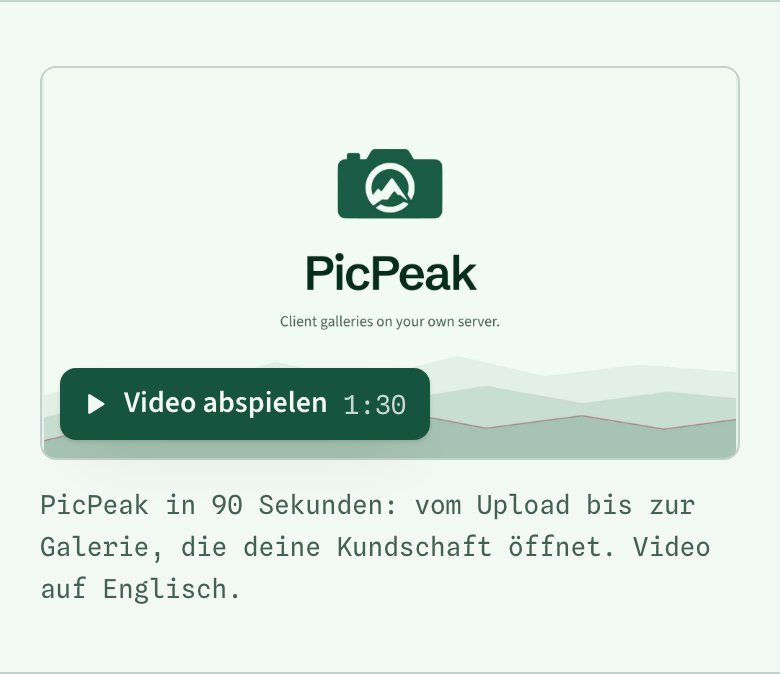 PicPeak
Client galleries on your own server.
Video abspielen 1:30
PicPeak in 90 Sekunden: vom Upload bis zur
Galerie, die deine Kundschaft öffnet. Video
auf Englisch.